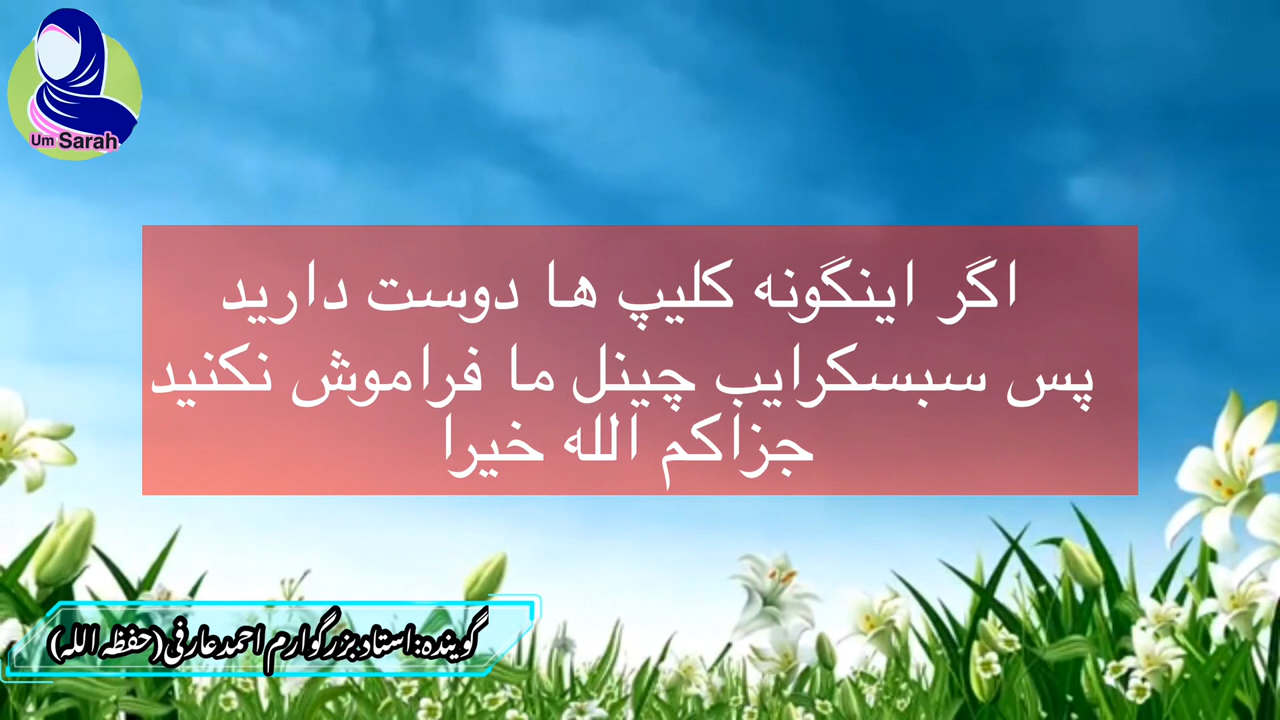 Um Sarah
اگر اینگونه کلیپ ها دوست دارید
پس سبسکرایب چینل ما فراموش نکنید
جزاکم الله خیرا
گوینده: استاد بزرگوارم احمد عارفی (حفظه الله)